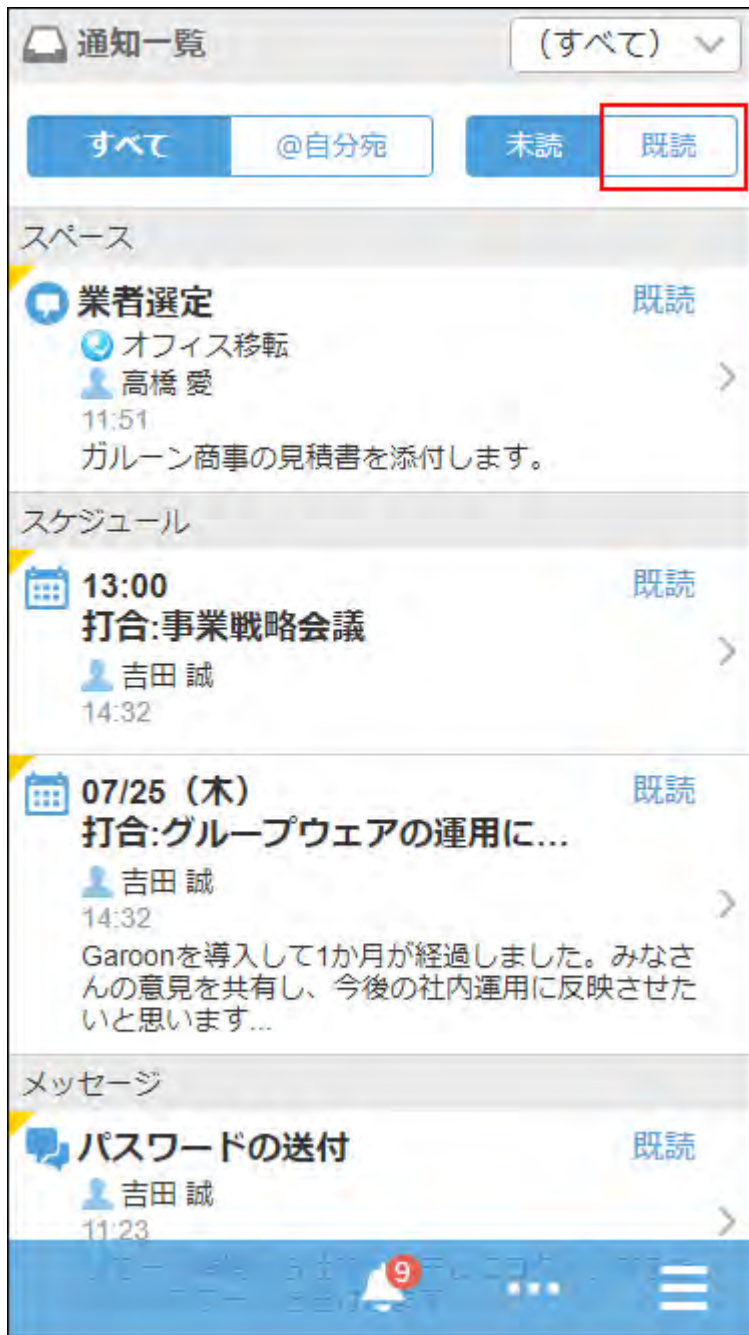 通知一覧 (すべて)
すべて @自分宛 未読 既読
スペース
業者選定 既読
オフィス移転
高橋 愛
11:51
ガルーン商事の見積書を添付します。
スケジュール
13:00 既読
打合:事業戦略会議
吉田 誠
14:32
07/25（木） 既読
打合:グループウェアの運用に...
吉田 誠
14:32
Garoonを導入して1か月が経過しました。みなさ
んの意見を共有し、今後の社内運用に反映させた
いと思います...
メッセージ
パスワードの送付 既読
吉田 誠
11:23
9